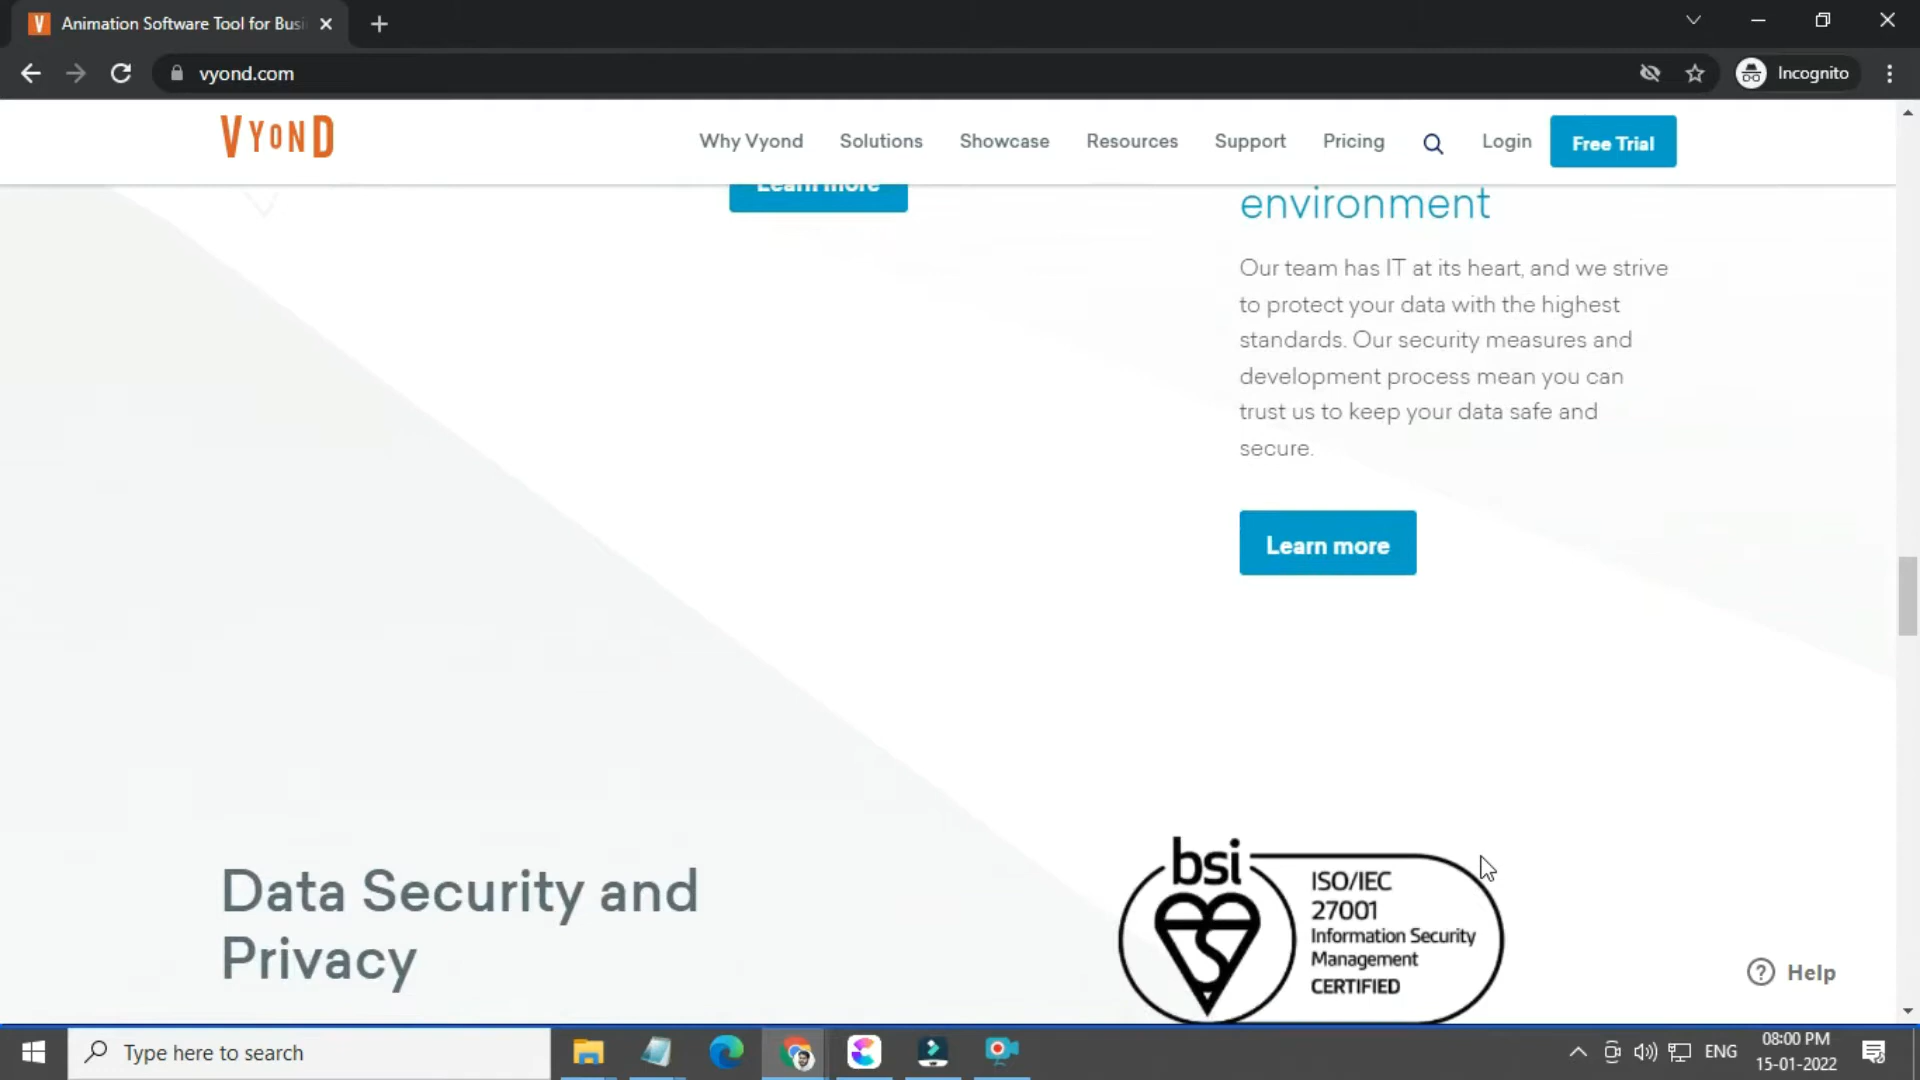 Animation Software Tool for Busi
vyond.com
Incognito
VYOND
Why Vyond
Solutions
Showcase
Resources
Support
Pricing
Login
Free Trial
Learn more
environment
Our team has IT at its heart, and we strive
to protect your data with the highest
standards. Our security measures and
development process mean you can
trust us to keep your data safe and
secure.
Learn more
Data Security and
Privacy
bsi
ISO/IEC
27001
Information Security
Management
CERTIFIED
Help
Type here to search
ENG
08:00 PM
15-01-2022